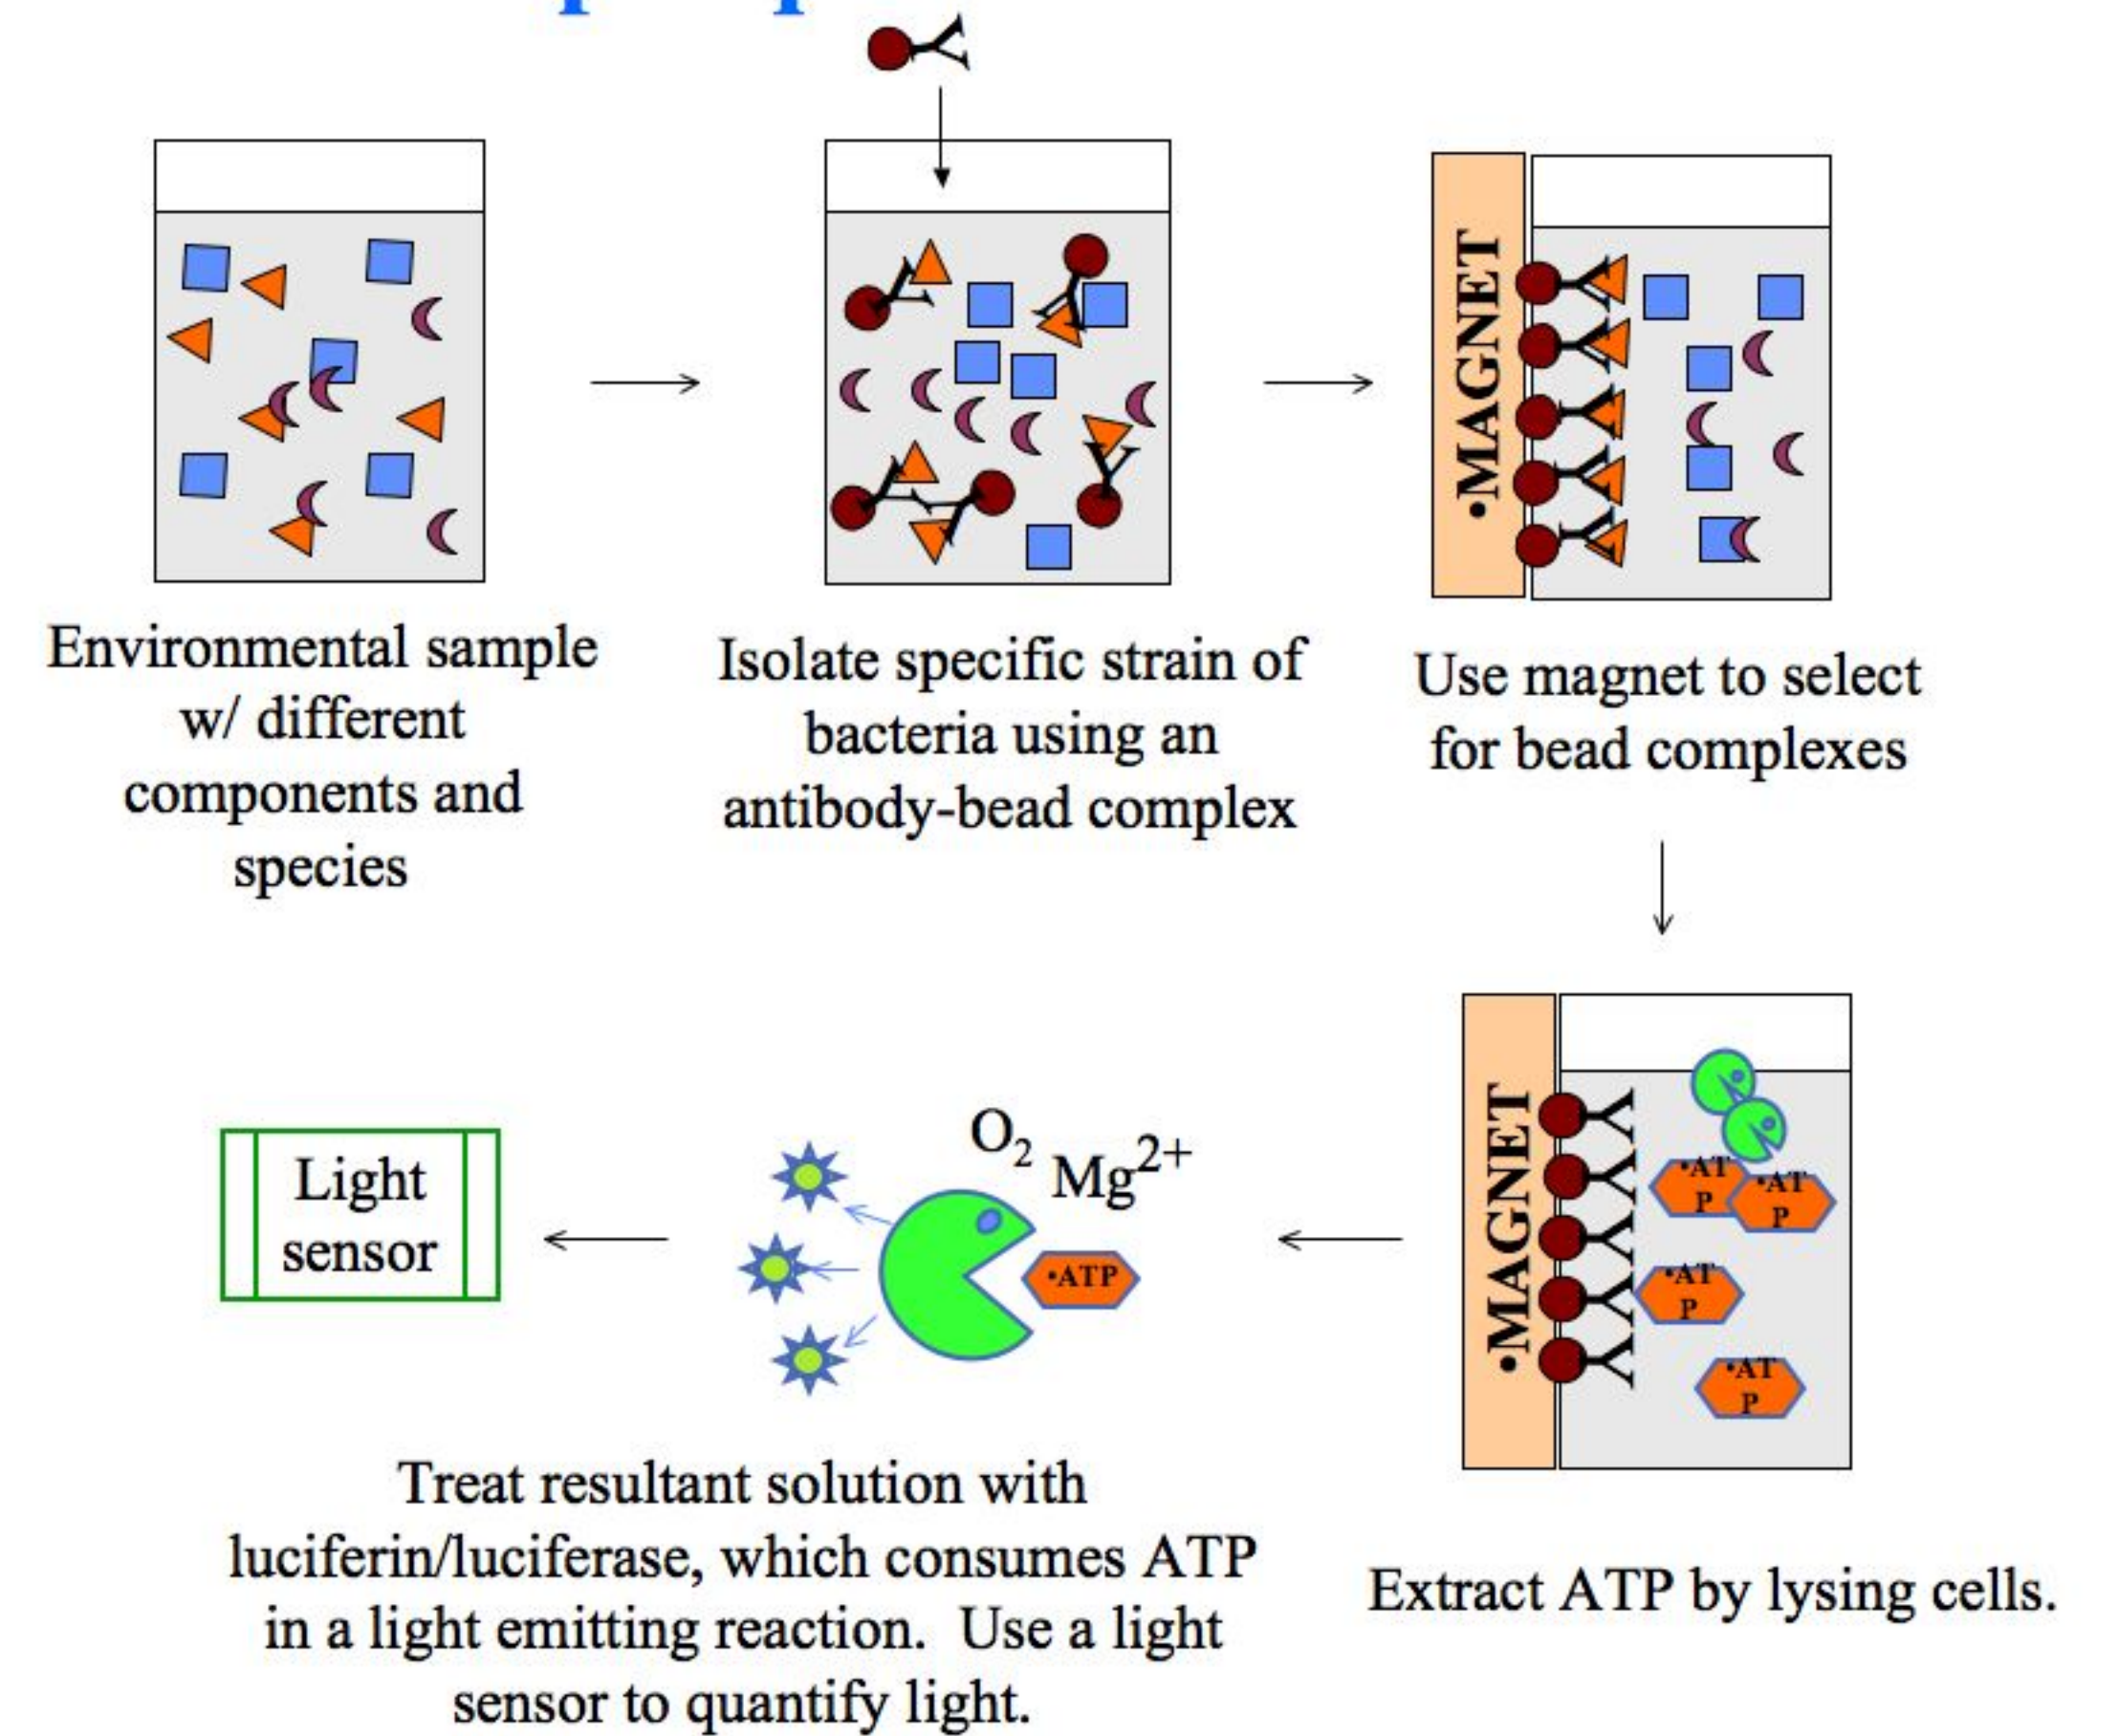 •MAGNET
Environmental sample
w/ different
components and
species
Isolate specific strain of
bacteria using an
antibody-bead complex
Use magnet to select
for bead complexes
Light
sensor
O₂ Mg²⁺
•ATP
•MAGNET
•AT
P
•AT
P
•AT
P
•AT
P
Treat resultant solution with
luciferin/luciferase, which consumes ATP
in a light emitting reaction.  Use a light
sensor to quantify light.
Extract ATP by lysing cells.